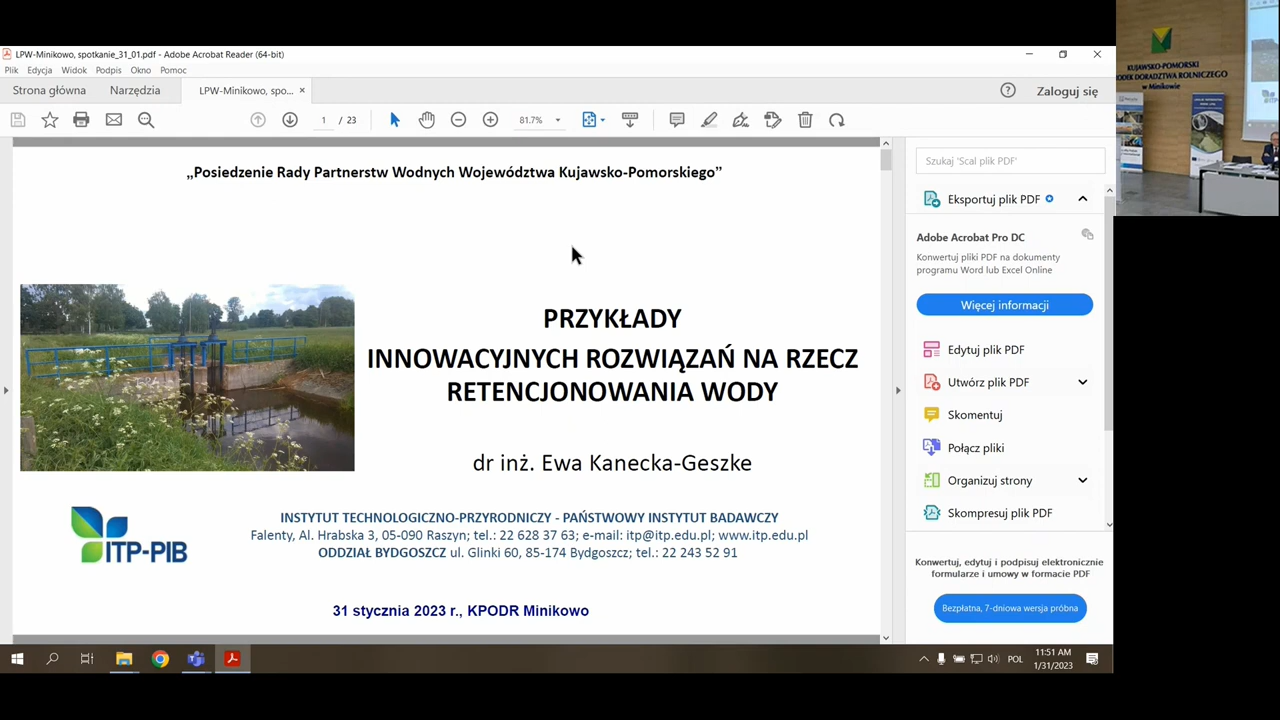 LPW-Minikowo, spotkanie_31_01.pdf - Adobe Acrobat Reader (64-bit)
Plik Edycja Widok Podpis Okno Pomoc
Strona główna Narzędzia LPW-Minikowo, spo... × Zaloguj się
1 / 23 81.7%
„Posiedzenie Rady Partnerstw Wodnych Województwa Kujawsko-Pomorskiego”
PRZYKŁADY
INNOWACYJNYCH ROZWIĄZAŃ NA RZECZ
RETENCJONOWANIA WODY
dr inż. Ewa Kanecka-Geszke
ITP-PIB
INSTYTUT TECHNOLOGICZNO-PRZYRODNICZY - PAŃSTWOWY INSTYTUT BADAWCZY
Falenty, Al. Hrabska 3, 05-090 Raszyn; tel.: 22 628 37 63; e-mail: itp@itp.edu.pl; www.itp.edu.pl
ODDZIAŁ BYDGOSZCZ ul. Glinki 60, 85-174 Bydgoszcz; tel.: 22 243 52 91
31 stycznia 2023 r., KPODR Minikowo
Szukaj 'Scal plik PDF'
Eksportuj plik PDF
Adobe Acrobat Pro DC
Konwertuj pliki PDF na dokumenty
programu Word lub Excel Online
Więcej informacji
Edytuj plik PDF
Utwórz plik PDF
Skomentuj
Połącz pliki
Organizuj strony
Skompresuj plik PDF
Konwertuj, edytuj i podpisuj elektronicznie
formularze i umowy w formacie PDF
Bezpłatna, 7-dniowa wersja próbna
POL
11:51 AM
1/31/2023
KUJAWSKO-POMORSKI
DORADZTWA ROLNICZEGO
w Minikowie